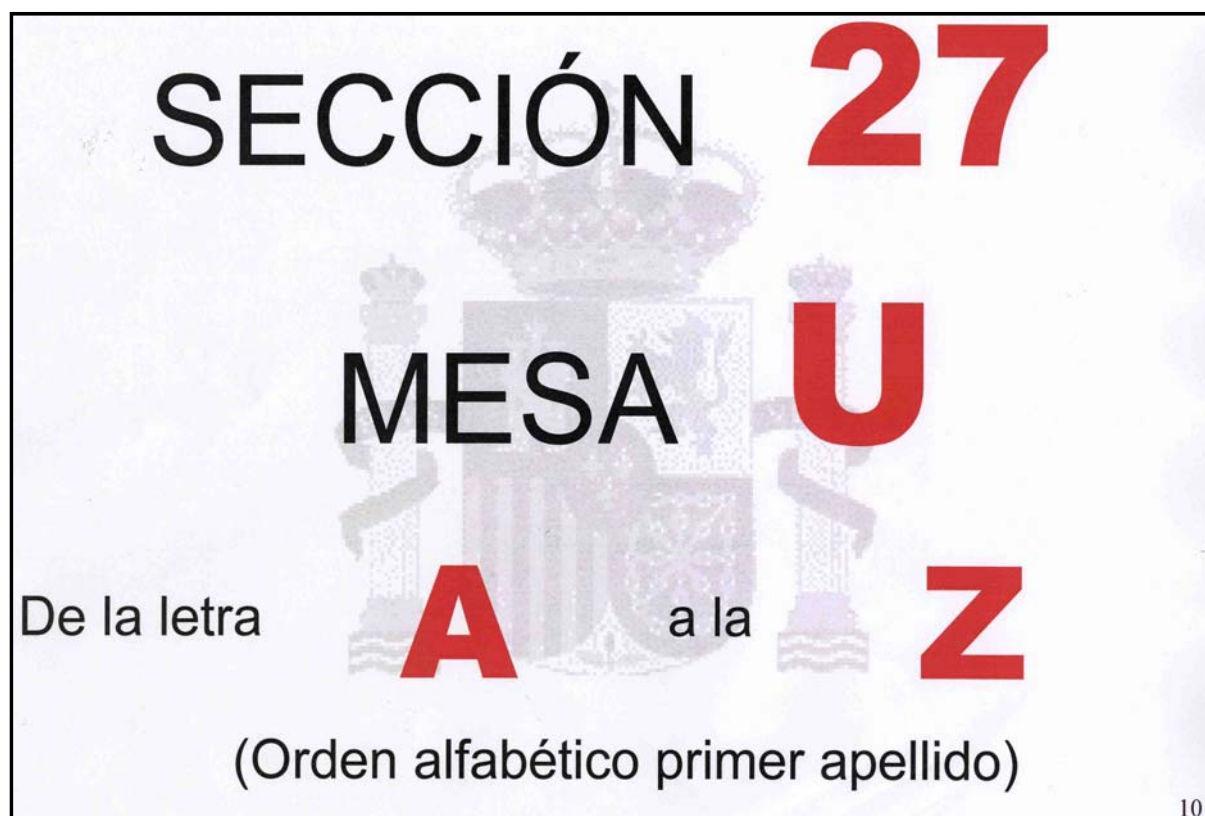 SECCIÓN 27
MESA U
De la letra A a la Z
(Orden alfabético primer apellido)
10